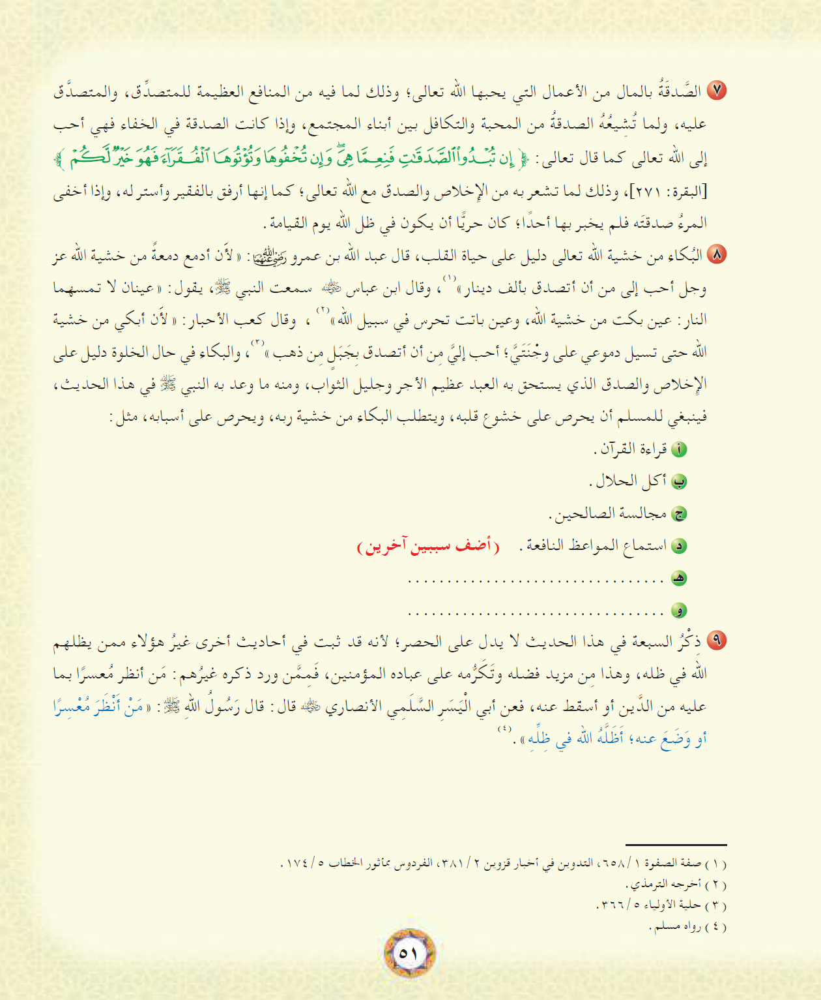 ٧ الصَّدقَةُ بالمال من الأعمال التي يحبها الله تعالى؛ وذلك لما فيه من المنافع العظيمة للمتصدِّق، والمتصدَّق
عليه، ولما تُشِيعُهُ الصدقةُ من المحبة والتكافل بين أبناء المجتمع، وإذا كانت الصدقة في الخفاء فهي أحب
إلى الله تعالى كما قال تعالى: ﴿ إِن تُبْدُوا۟ ٱلصَّدَقَٰتِ فَنِعِمَّا هِىَ ۖ وَإِن تُخْفُوهَا وَتُؤْتُوهَا ٱلْفُقَرَآءَ فَهُوَ خَيْرٌ لَّكُمْ ﴾
[البقرة: ٢٧١]، وذلك لما تشعر به من الإِخلاص والصدق مع الله تعالى؛ كما إنها أرفق بالفقير وأستر له، وإذا أخفى
المرءُ صدقتَه فلم يخبر بها أحدًا؛ كان حريًّا أن يكون في ظل الله يوم القيامة.
٨ البُكاء من خشية الله تعالى دليل على حياة القلب، قال عبد الله بن عمرو رَضِيَ اللهُ عَنْهُمَا: «لأَن أدمع دمعةً من خشية الله عز
وجل أحب إلى من أن أتصدق بألف دينار»(١)، وقال ابن عباس رضي الله عنه سمعت النبي ﷺ، يقول: «عينان لا تمسهما
النار: عين بكت من خشية الله، وعين باتت تحرس في سبيل الله»(٢)، وقال كعب الأحبار: «لأَن أبكي من خشية
الله حتى تسيل دموعي على وجْنَتَيَّ؛ أحب إليَّ مِن أن أتصدق بِجَبَلٍ مِن ذهب»(٣)، والبكاء في حال الخلوة دليل على
الإِخلاص والصدق الذي يستحق به العبد عظيم الأجر وجليل الثواب، ومنه ما وعد به النبي ﷺ في هذا الحديث،
فينبغي للمسلم أن يحرص على خشوع قلبه، ويتطلب البكاء من خشية ربه، ويحرص على أسبابه، مثل:
أ قراءة القرآن.
ب أكل الحلال.
ج مجالسة الصالحين.
د استماع المواعظ النافعة. (أضف سببين آخرين)
هـ .................................
و .................................
٩ ذِكْرُ السبعة في هذا الحديث لا يدل على الحصر؛ لأنه قد ثبت في أحاديث أخرى غيرُ هؤلاء ممن يظلهم
الله في ظله، وهذا مِن مزيد فضله وتَكَرُّمه على عباده المؤمنين، فَمِمَّن ورد ذكره غيرُهم: مَن أنظر مُعسرًا بما
عليه من الدَّين أو أسقط عنه، فعن أبي الْيَسَرِ السَّلَمِي الأنصاري رضي الله عنه قال: قال رَسُولُ اللهِ ﷺ: «مَنْ أَنْظَرَ مُعْسِرًا
أو وَضَعَ عنه؛ أَظَلَّهُ الله في ظِلِّهِ».(٤)
(١) صفة الصفوة ١/٦٥٨، التدوين في أخبار قزوين ٢/٣٨١، الفردوس بمأثور الخطاب ٥/١٧٤.
(٢) أخرجه الترمذي.
(٣) حلية الأولياء ٥/٣٦٦.
(٤) رواه مسلم.
٥١